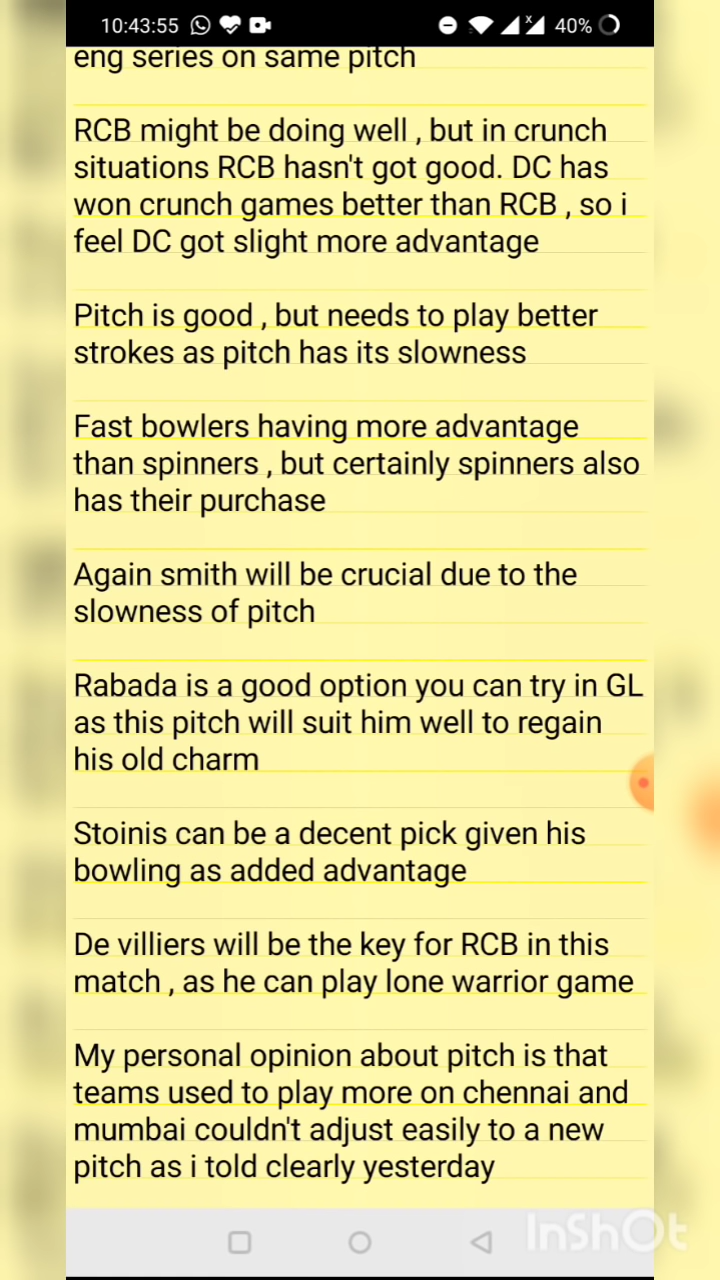 10:43:55
40%
eng series on same pitch
RCB might be doing well , but in crunch
situations RCB hasn't got good. DC has
won crunch games better than RCB , so i
feel DC got slight more advantage
Pitch is good , but needs to play better
strokes as pitch has its slowness
Fast bowlers having more advantage
than spinners , but certainly spinners also
has their purchase
Again smith will be crucial due to the
slowness of pitch
Rabada is a good option you can try in GL
as this pitch will suit him well to regain
his old charm
Stoinis can be a decent pick given his
bowling as added advantage
De villiers will be the key for RCB in this
match , as he can play lone warrior game
My personal opinion about pitch is that
teams used to play more on chennai and
mumbai couldn't adjust easily to a new
pitch as i told clearly yesterday
InShOt